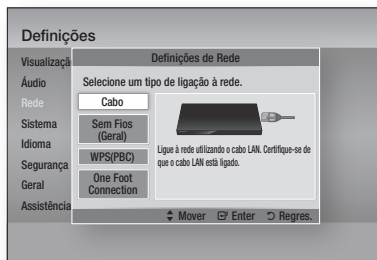 Definições
Visualizaçã
Áudio
Rede
Sistema
Idioma
Segurança
Geral
Assistência
Definições de Rede
Selecione um tipo de ligação à rede.
Cabo
Sem Fios
(Geral)
WPS(PBC)
One Foot
Connection
Ligue à rede utilizando o cabo LAN. Certifique-se de
que o cabo LAN está ligado.
Mover Enter Regres.